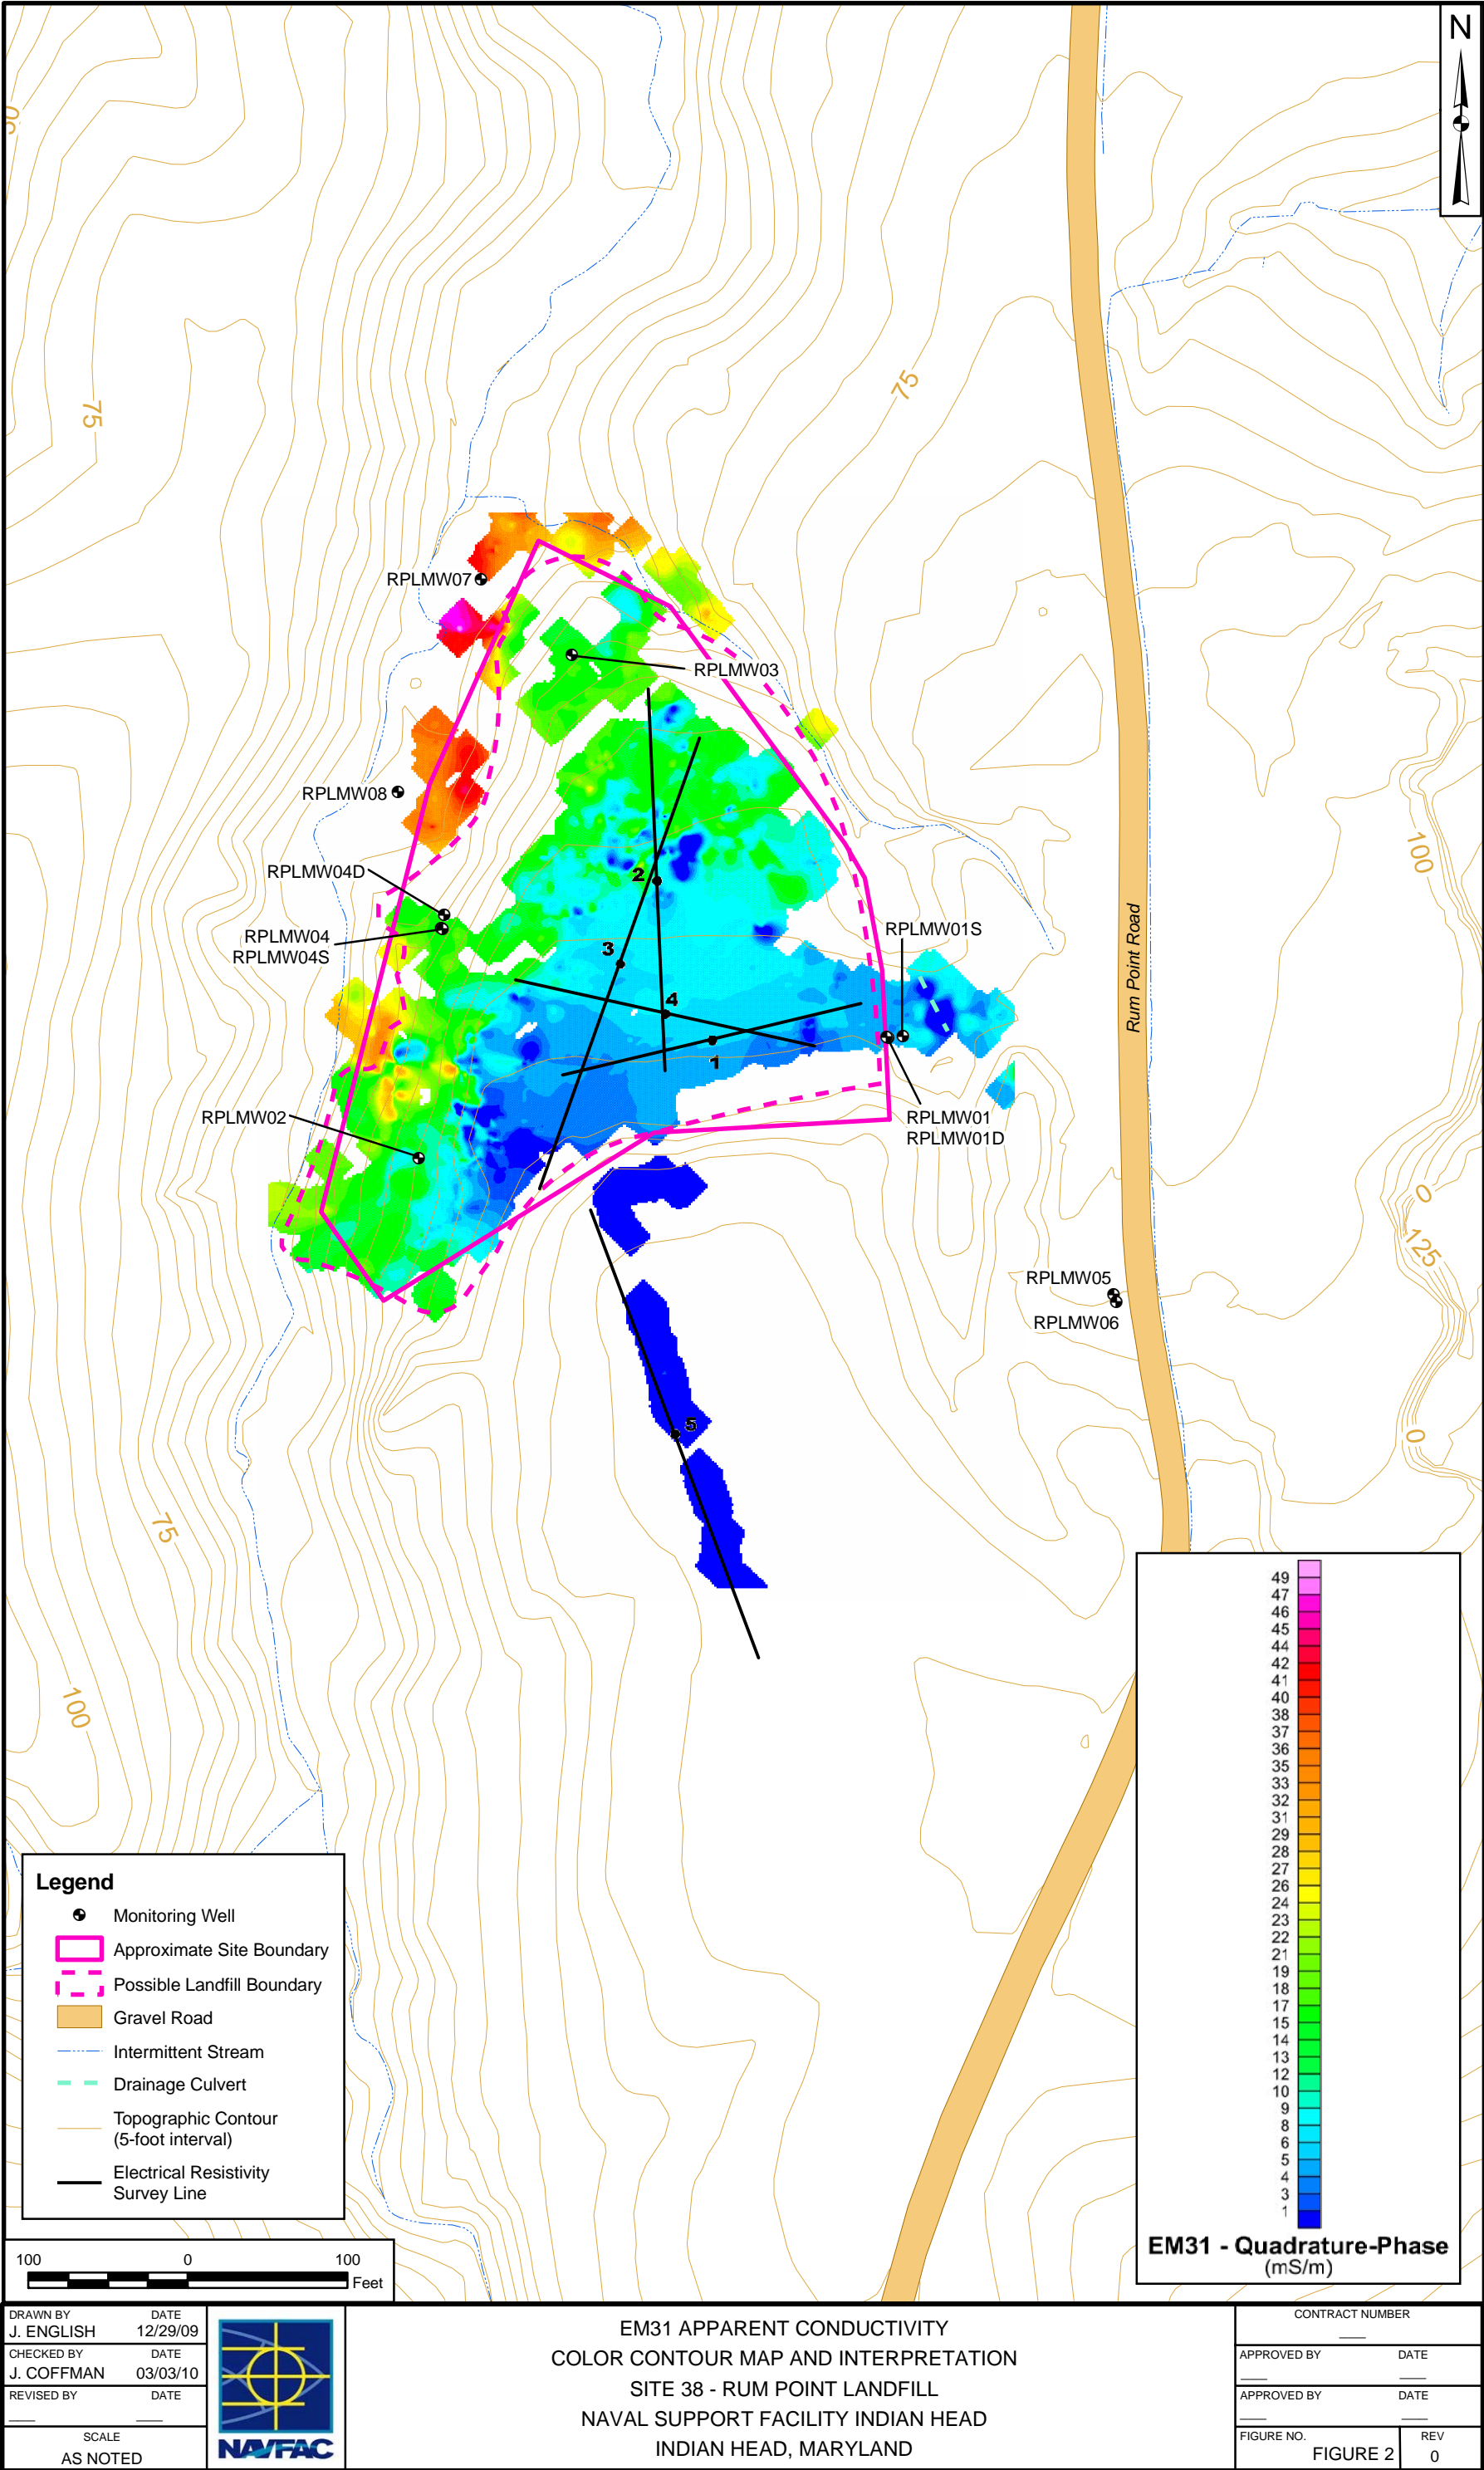 N
90
75
75
RPLMW07
RPLMW03
RPLMW08
RPLMW04D
RPLMW04
RPLMW04S
RPLMW01S
RPLMW01
RPLMW01D
RPLMW02
2
3
4
1
5
Rum Point Road
100
0
125
0
RPLMW05
RPLMW06
75
100
49
47
46
45
44
42
41
40
38
37
36
35
33
32
31
29
28
27
26
24
23
22
21
19
18
17
15
14
13
12
10
9
8
6
5
4
3
1
EM31 - Quadrature-Phase
(mS/m)
Legend
Monitoring Well
Approximate Site Boundary
Possible Landfill Boundary
Gravel Road
Intermittent Stream
Drainage Culvert
Topographic Contour
(5-foot interval)
Electrical Resistivity
Survey Line
100 0 100
Feet
DRAWN BY DATE
J. ENGLISH 12/29/09
CHECKED BY DATE
J. COFFMAN 03/03/10
REVISED BY DATE
SCALE
AS NOTED
NAVFAC
EM31 APPARENT CONDUCTIVITY
COLOR CONTOUR MAP AND INTERPRETATION
SITE 38 - RUM POINT LANDFILL
NAVAL SUPPORT FACILITY INDIAN HEAD
INDIAN HEAD, MARYLAND
CONTRACT NUMBER
APPROVED BY DATE
APPROVED BY DATE
FIGURE NO. REV
FIGURE 2 0